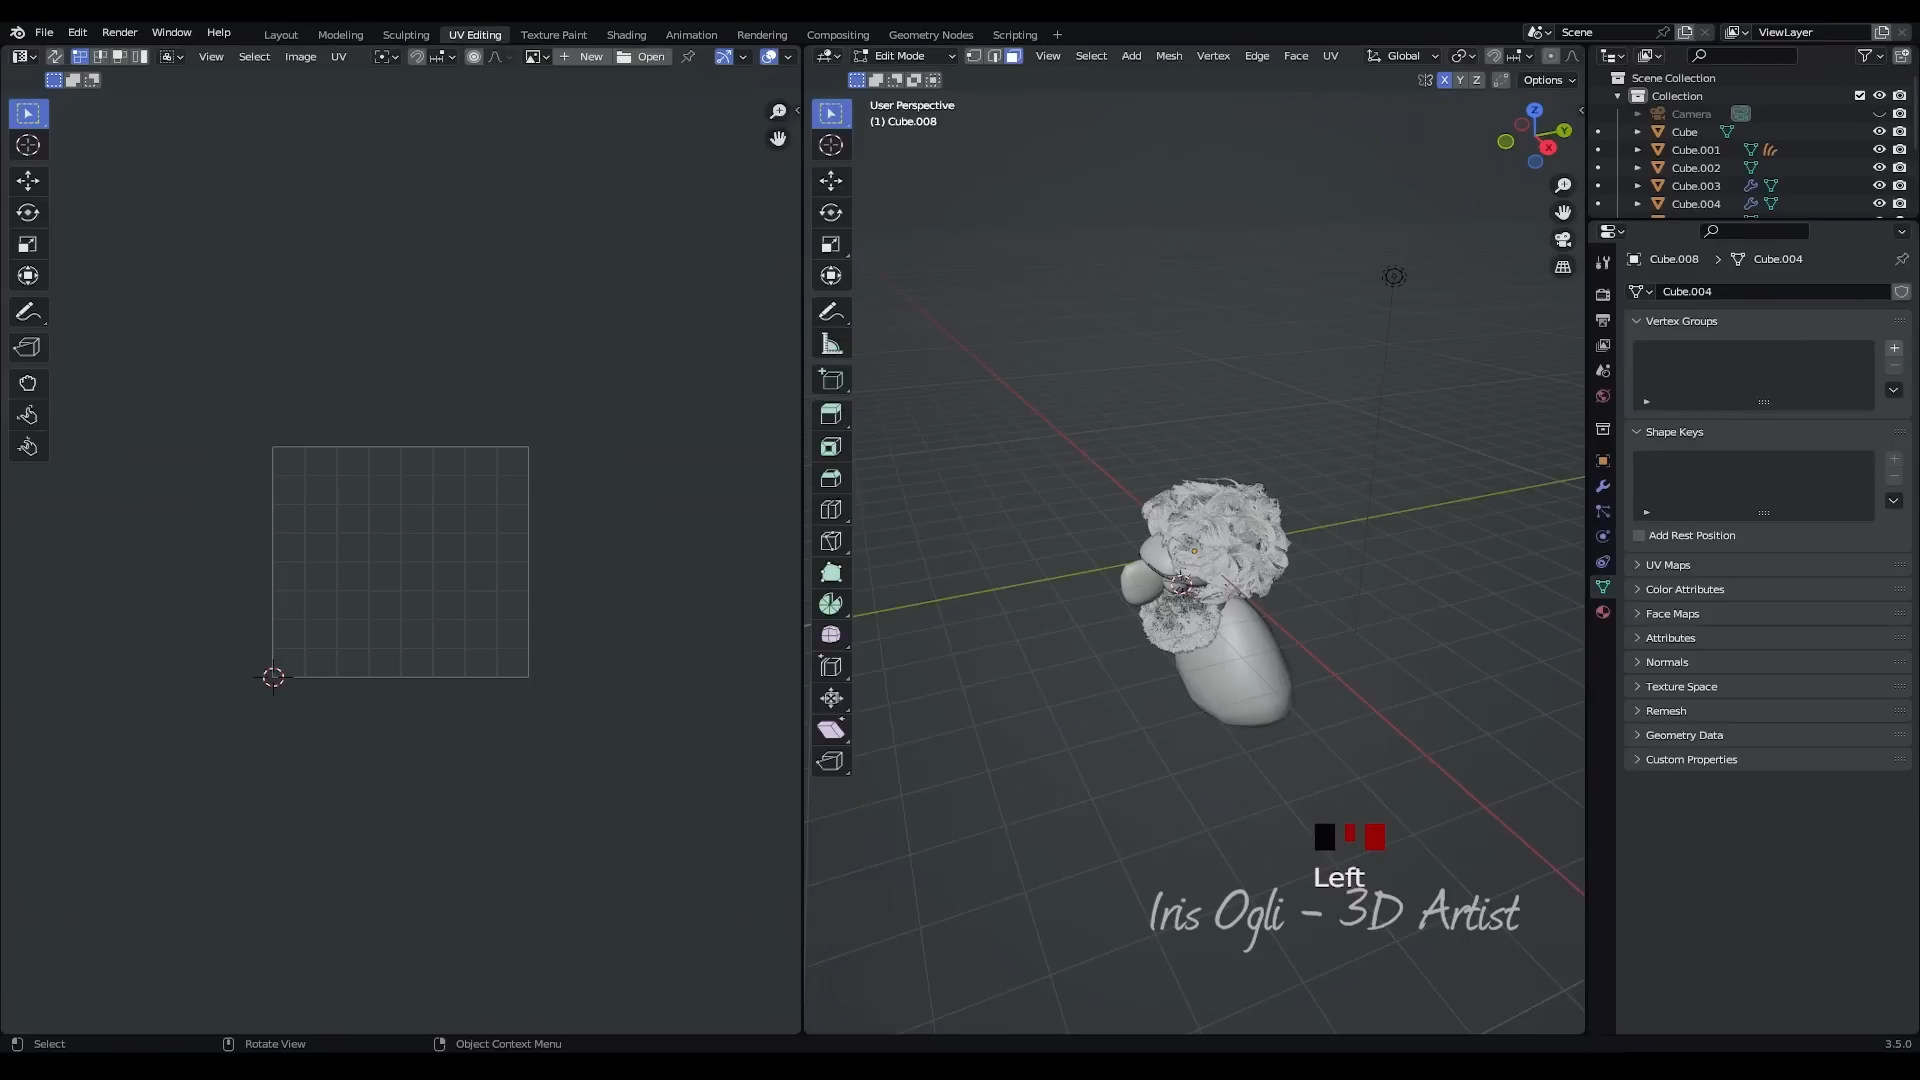 File Edit Render Window Help Layout Modeling Sculpting UV Editing Texture Paint Shading Animation Rendering Compositing Geometry Nodes Scripting + Scene ViewLayer
View Select Image UV New Open Edit Mode View Select Add Mesh Vertex Edge Face UV Global
X Y Z Options
User Perspective
(1) Cube.008
Z
Y
X
Scene Collection
Collection
Camera
Cube
Cube.001
Cube.002
Cube.003
Cube.004
Cube.008 > Cube.004
Cube.004
Vertex Groups
Shape Keys
Add Rest Position
UV Maps
Color Attributes
Face Maps
Attributes
Normals
Texture Space
Remesh
Geometry Data
Custom Properties
Left
Iris Ogli - 3D Artist
Select Rotate View Object Context Menu 3.5.0